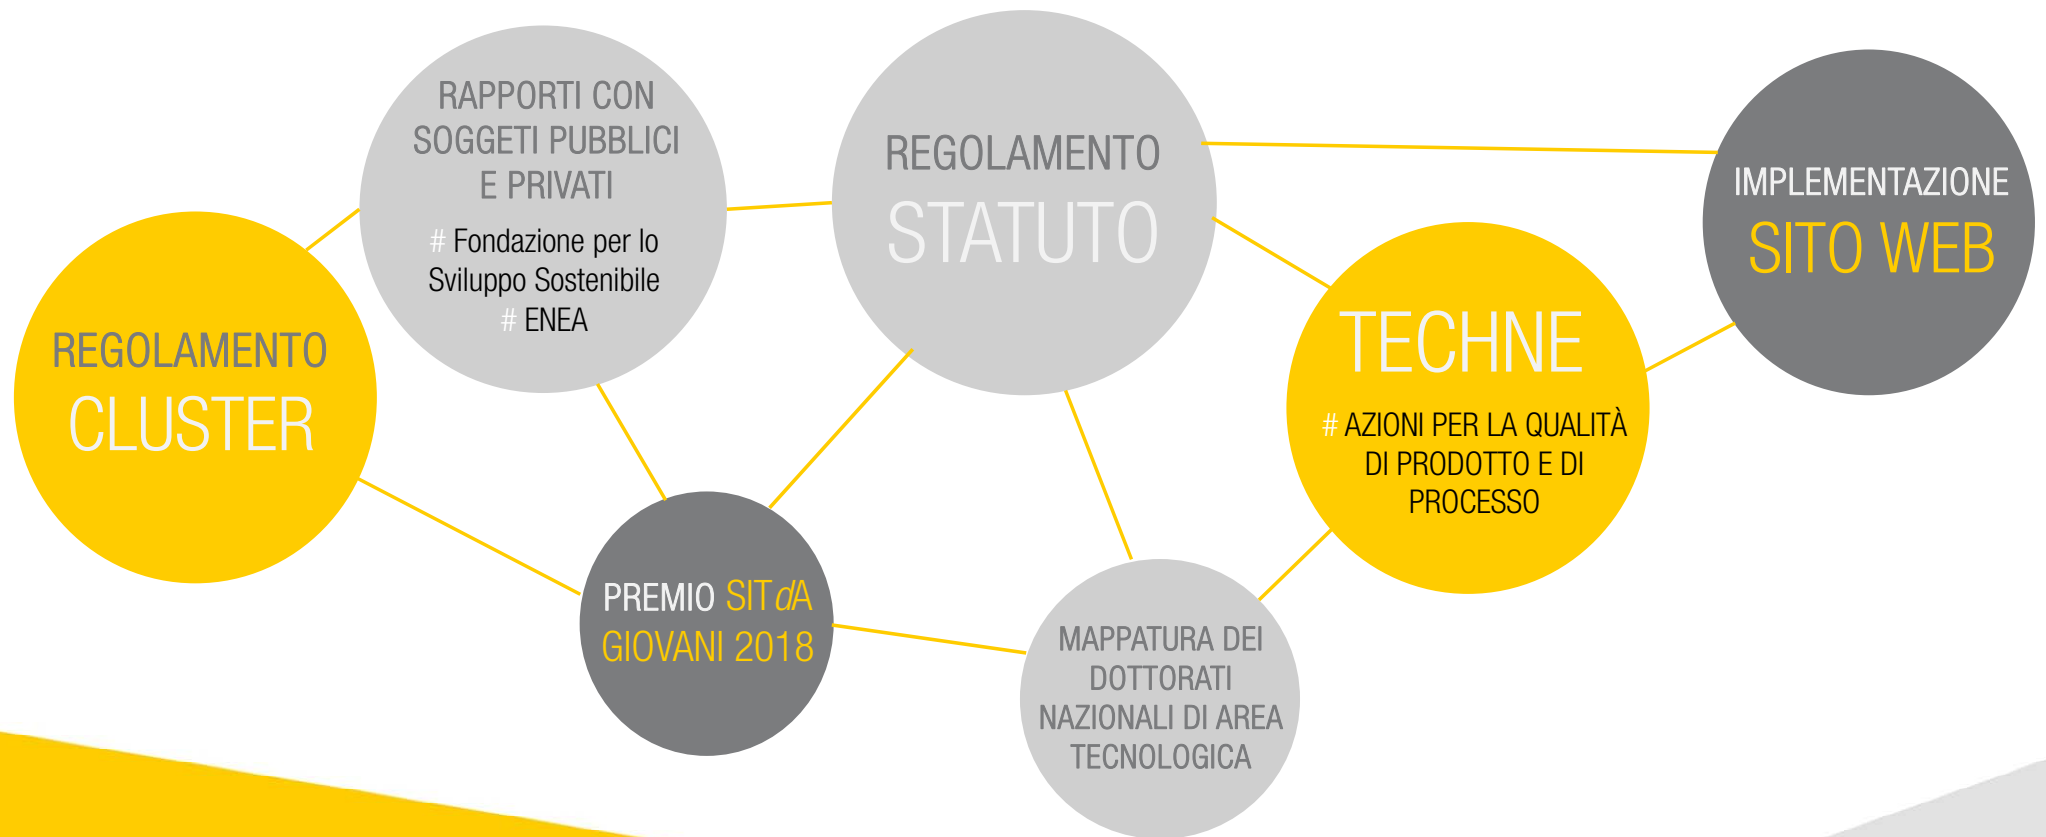 REGOLAMENTO
CLUSTER
RAPPORTI CON
SOGGETI PUBBLICI
E PRIVATI
# Fondazione per lo
Sviluppo Sostenibile
# ENEA
PREMIO SITdA
GIOVANI 2018
REGOLAMENTO
STATUTO
MAPPATURA DEI
DOTTORATI
NAZIONALI DI AREA
TECNOLOGICA
TECHNE
# AZIONI PER LA QUALITÀ
DI PRODOTTO E DI
PROCESSO
IMPLEMENTAZIONE
SITO WEB